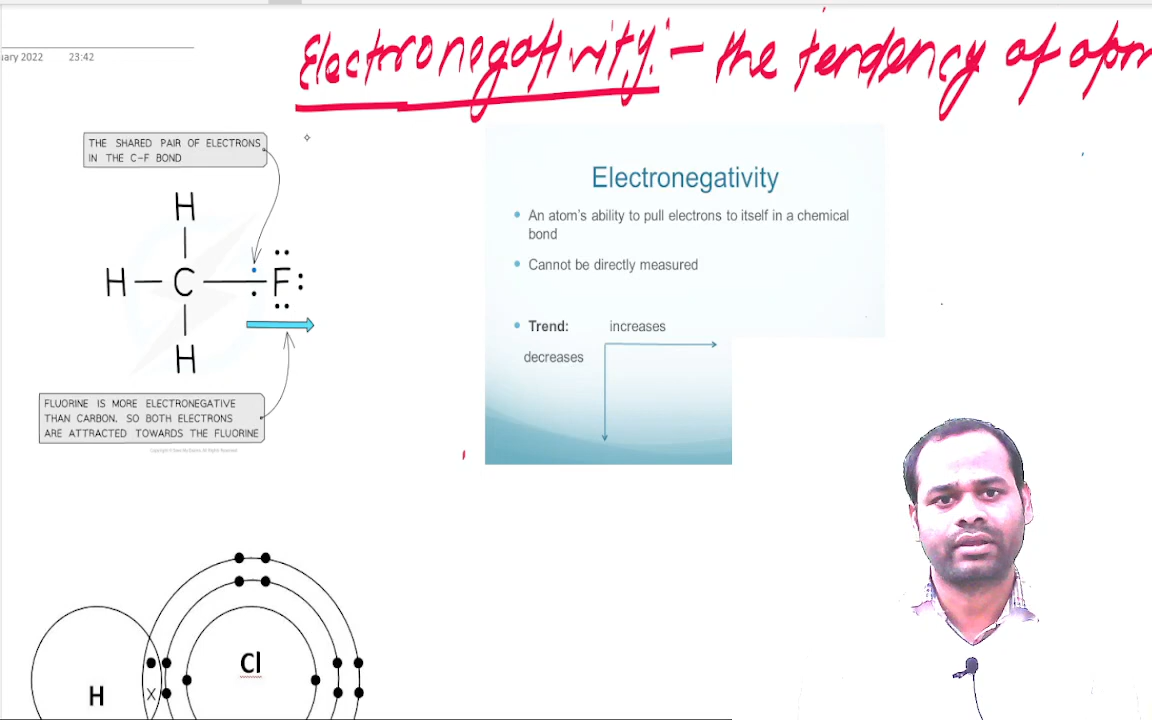 Electronegativity:- the tendency of atom
uary 2022 23:42
THE SHARED PAIR OF ELECTRONS
IN THE C-F BOND
H
H C F
H
FLUORINE IS MORE ELECTRONEGATIVE
THAN CARBON. SO BOTH ELECTRONS
ARE ATTRACTED TOWARDS THE FLUORINE
Electronegativity
• An atom's ability to pull electrons to itself in a chemical
bond
• Cannot be directly measured
• Trend: increases
decreases
Cl
H X